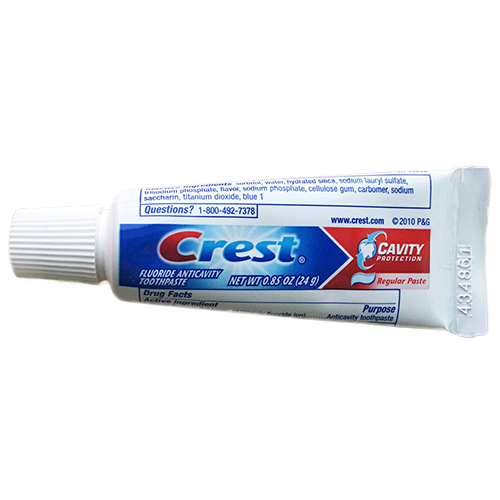 Inactive ingredients sorbitol, water, hydrated silica, sodium lauryl sulfate,
trisodium phosphate, flavor, sodium phosphate, cellulose gum, carbomer, sodium
saccharin, titanium dioxide, blue 1
Questions? 1-800-492-7378
www.crest.com © 2010 P&G
Crest®
CAVITY
PROTECTION
FLUORIDE ANTICAVITY
TOOTHPASTE
NET WT 0.85 OZ (24 g)
Regular Paste
Drug Facts
Active ingredient
Purpose
fluoride ion)
Anticavity toothpaste
434861